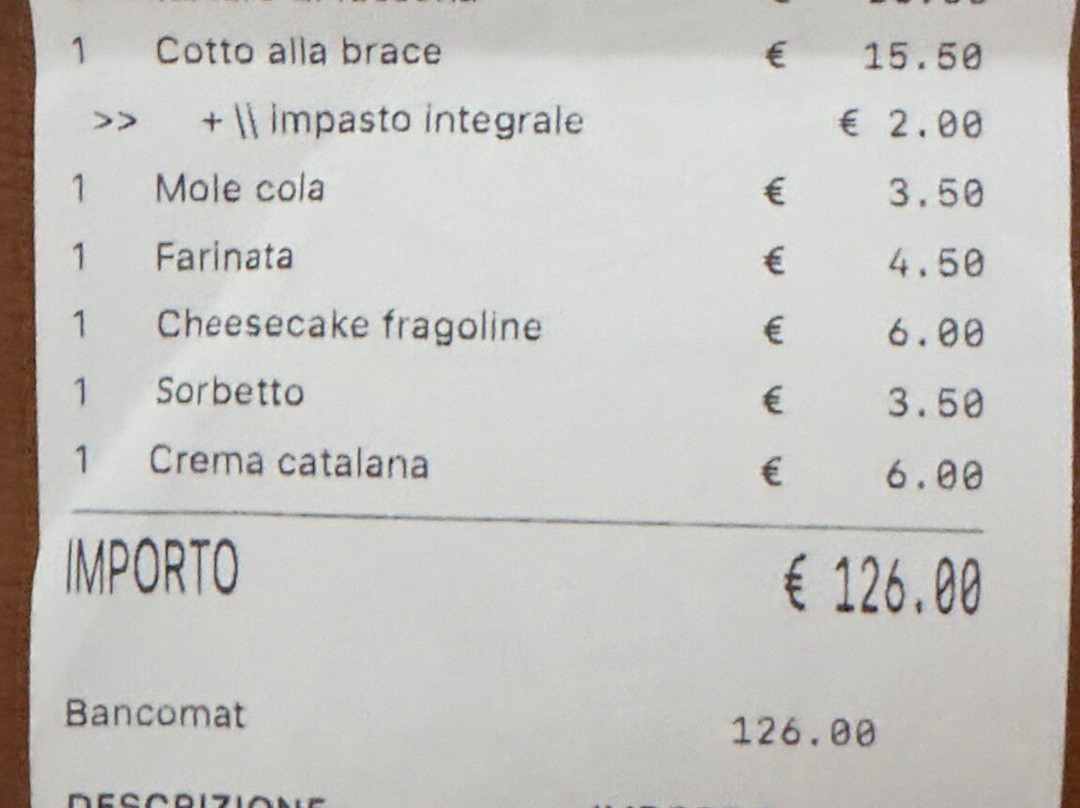 1 Cotto alla brace € 15.50
>> + \\ impasto integrale € 2.00
1 Mole cola € 3.50
1 Farinata € 4.50
1 Cheesecake fragoline € 6.00
1 Sorbetto € 3.50
1 Crema catalana € 6.00
IMPORTO € 126.00
Bancomat 126.00
DESCRIZIONE